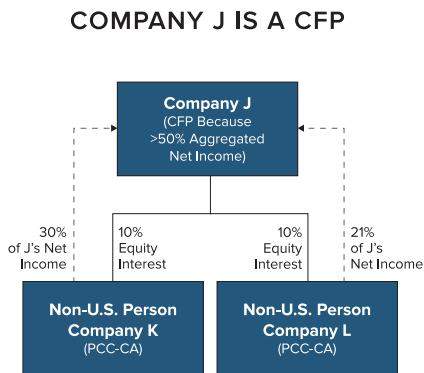 COMPANY J IS A CFP
Company J
(CFP Because
>50% Aggregated
Net Income)
30%
of J's Net
Income
10%
Equity
Interest
10%
Equity
Interest
21%
of J's
Net Income
Non-U.S. Person
Company K
(PCC-CA)
Non-U.S. Person
Company L
(PCC-CA)